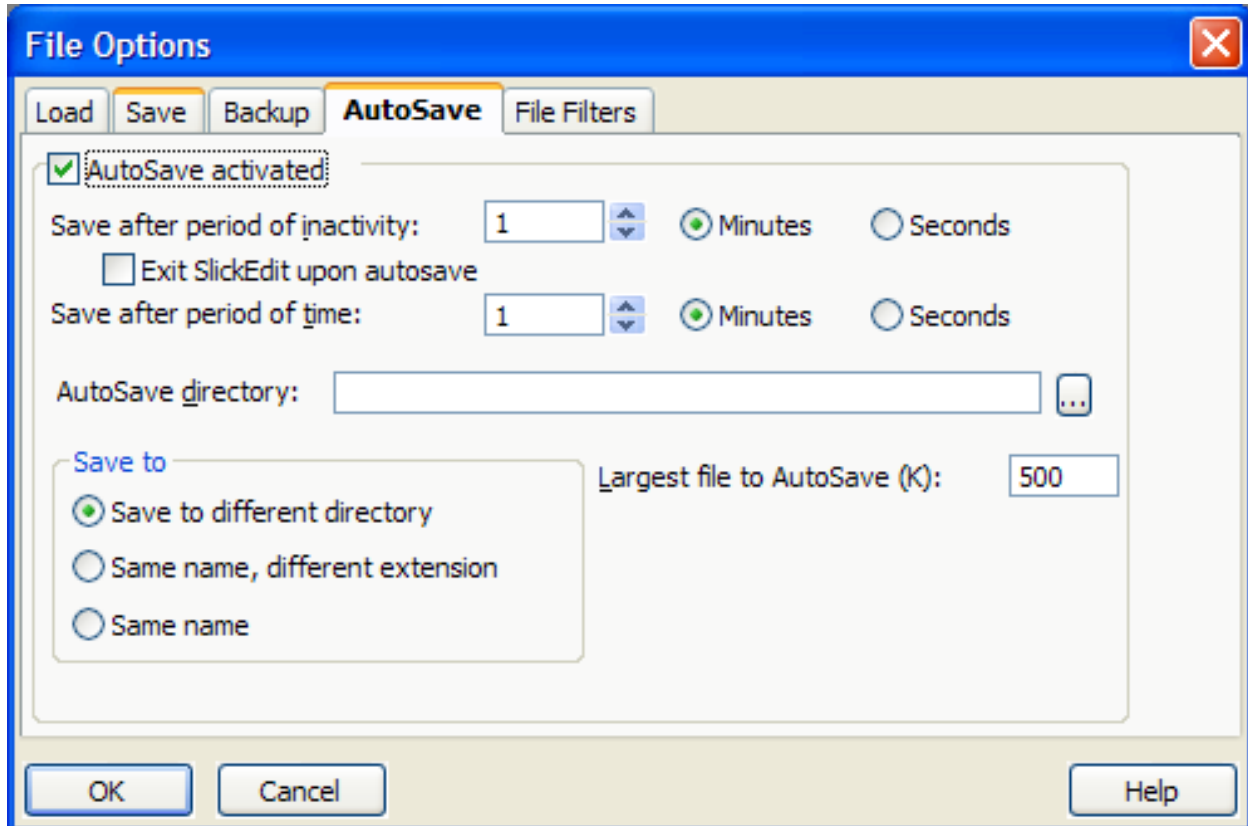 File Options
Load Save Backup AutoSave File Filters
AutoSave activated
Save after period of inactivity: 1 Minutes Seconds
Exit SlickEdit upon autosave
Save after period of time: 1 Minutes Seconds
AutoSave directory: ...
Save to
Largest file to AutoSave (K): 500
Save to different directory
Same name, different extension
Same name
OK Cancel Help